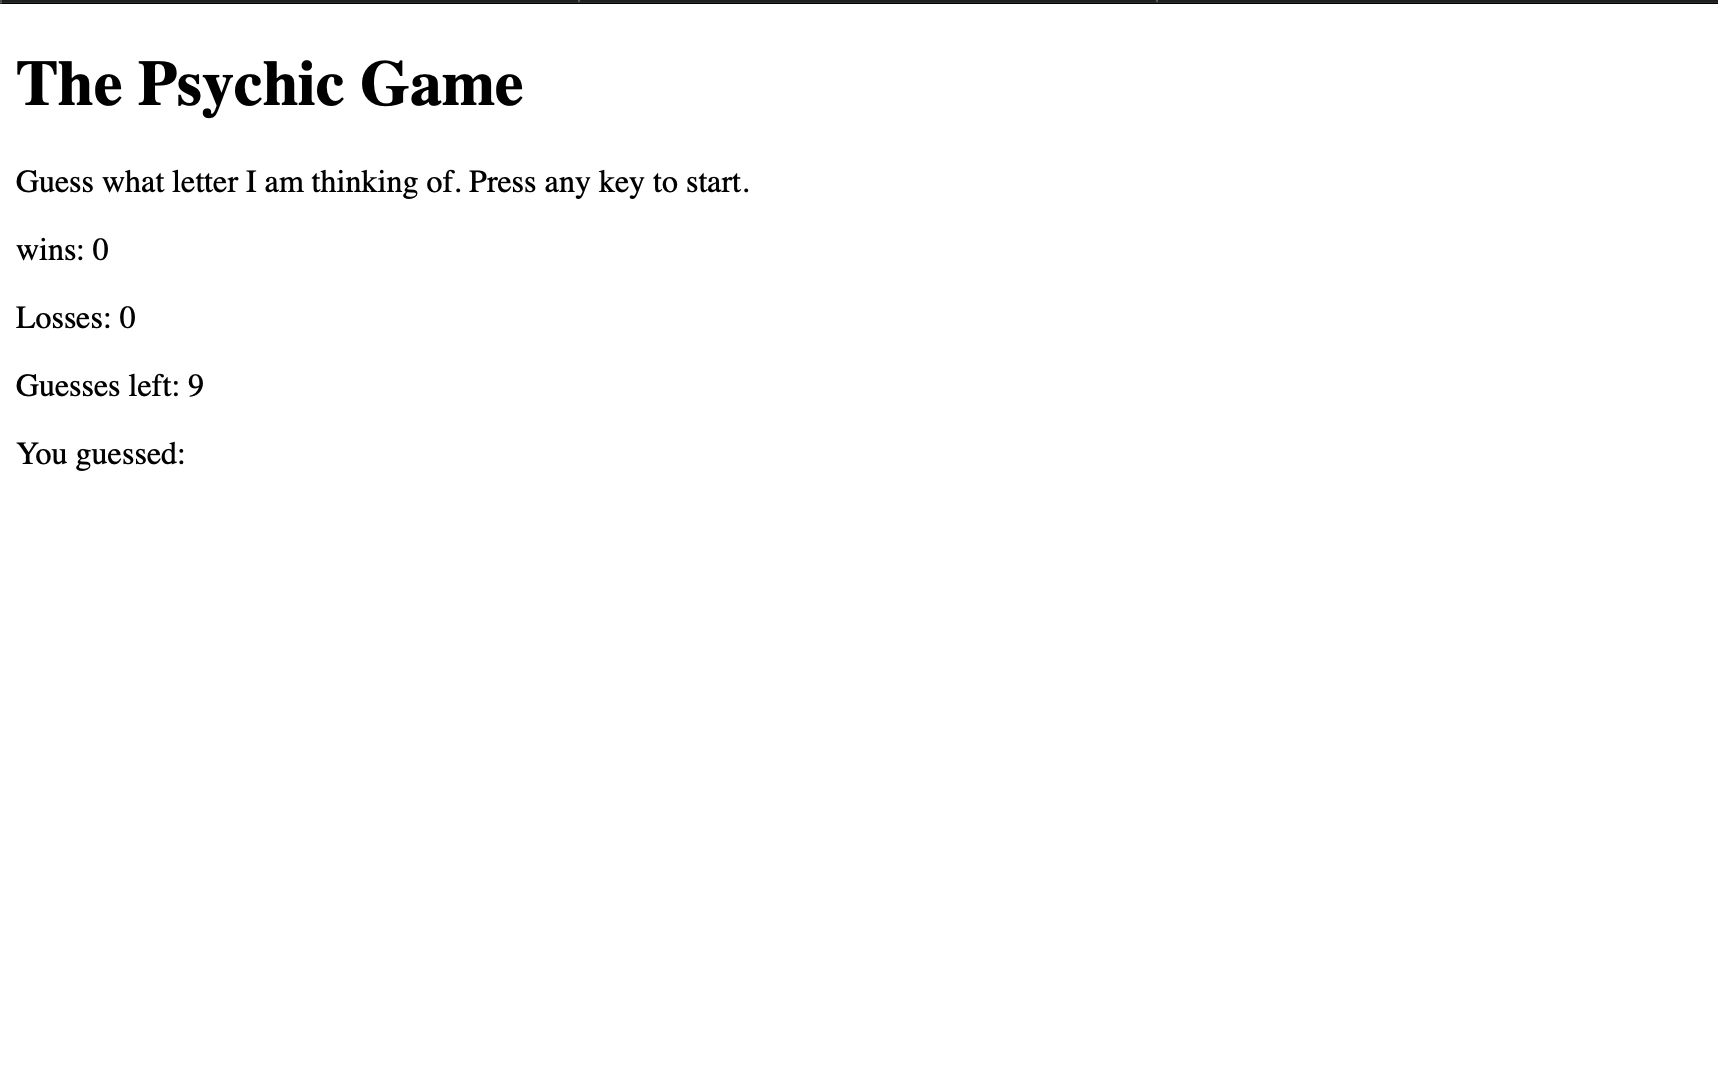 The Psychic Game
Guess what letter I am thinking of. Press any key to start.
wins: 0
Losses: 0
Guesses left: 9
You guessed: